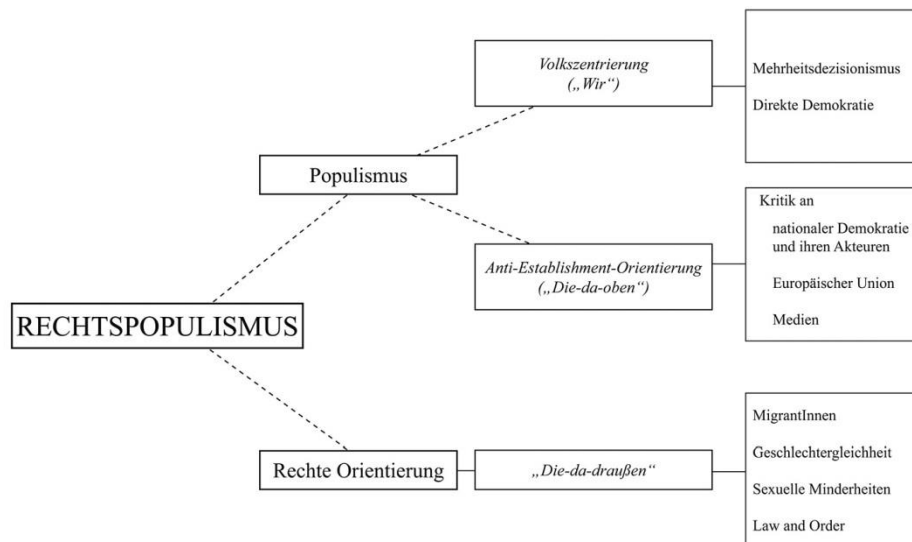 Volkszentrierung
(„Wir“)
Mehrheitsdezisionismus
Direkte Demokratie
Populismus
Kritik an
nationaler Demokratie
und ihren Akteuren
Europäischer Union
Medien
Anti-Establishment-Orientierung
(„Die-da-oben“)
RECHTSPOPULISMUS
Rechte Orientierung
„Die-da-draußen“
MigrantInnen
Geschlechtergleichheit
Sexuelle Minderheiten
Law and Order